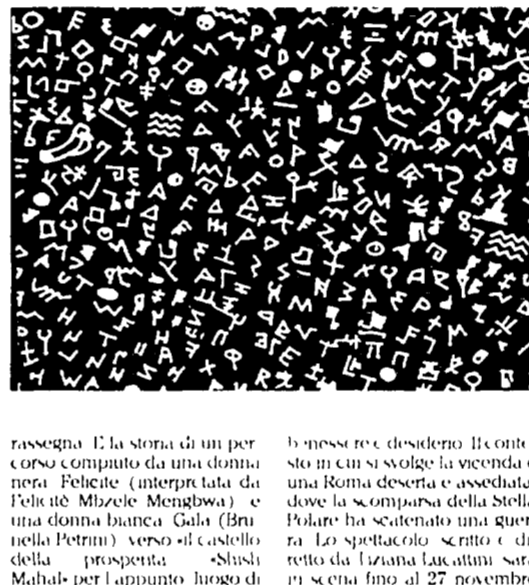 rassegna. È la storia di un per
corso compiuto da una donna
nera Felicite (interpretata da
Felicitè Mbzele Mengbwa) e
una donna bianca Gala (Bru
nella Petrini) verso «il castello
della prosperita «Slush
Mahal» per l appunto luogo di
benessere e desiderio Il conte
sto in cui si svolge la vicenda e
una Roma deserta e assediata
dove la scomparsa della Stella
Polare ha scatenato una guer
ra Lo spettacolo scritto e di
retto da Tiziana Lucattini sarà
in scena fino al 27 novembre